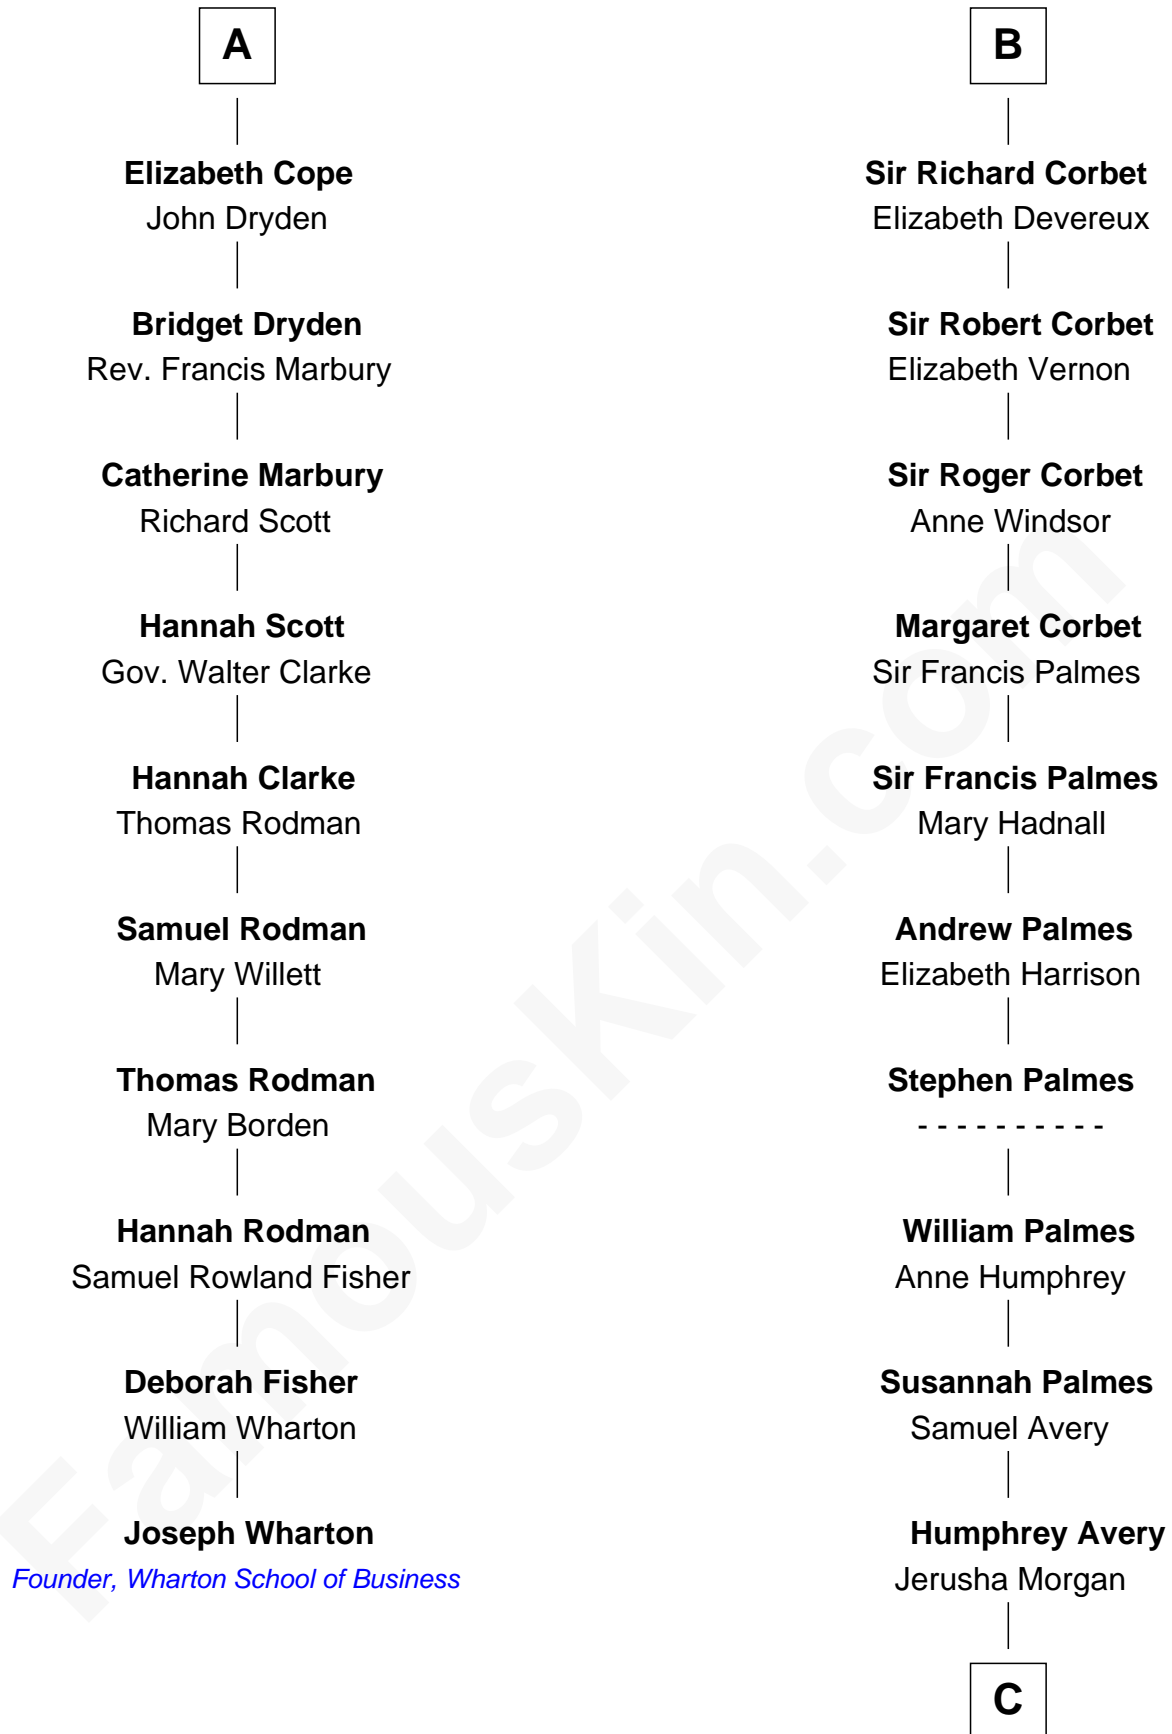 A
Elizabeth Cope
John Dryden
Bridget Dryden
Rev. Francis Marbury
Catherine Marbury
Richard Scott
Hannah Scott
Gov. Walter Clarke
Hannah Clarke
Thomas Rodman
Samuel Rodman
Mary Willett
Thomas Rodman
Mary Borden
Hannah Rodman
Samuel Rowland Fisher
Deborah Fisher
William Wharton
Joseph Wharton
Founder, Wharton School of Business
B
Sir Richard Corbet
Elizabeth Devereux
Sir Robert Corbet
Elizabeth Vernon
Sir Roger Corbet
Anne Windsor
Margaret Corbet
Sir Francis Palmes
Sir Francis Palmes
Mary Hadnall
Andrew Palmes
Elizabeth Harrison
Stephen Palmes
- - - - - - - - - -
William Palmes
Anne Humphrey
Susannah Palmes
Samuel Avery
Humphrey Avery
Jerusha Morgan
C
FamousKin.com